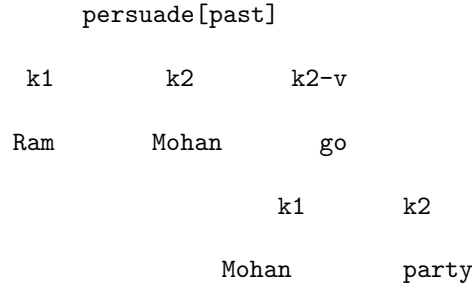 persuade[past]
k1 k2 k2-v
Ram Mohan go
k1 k2
Mohan party